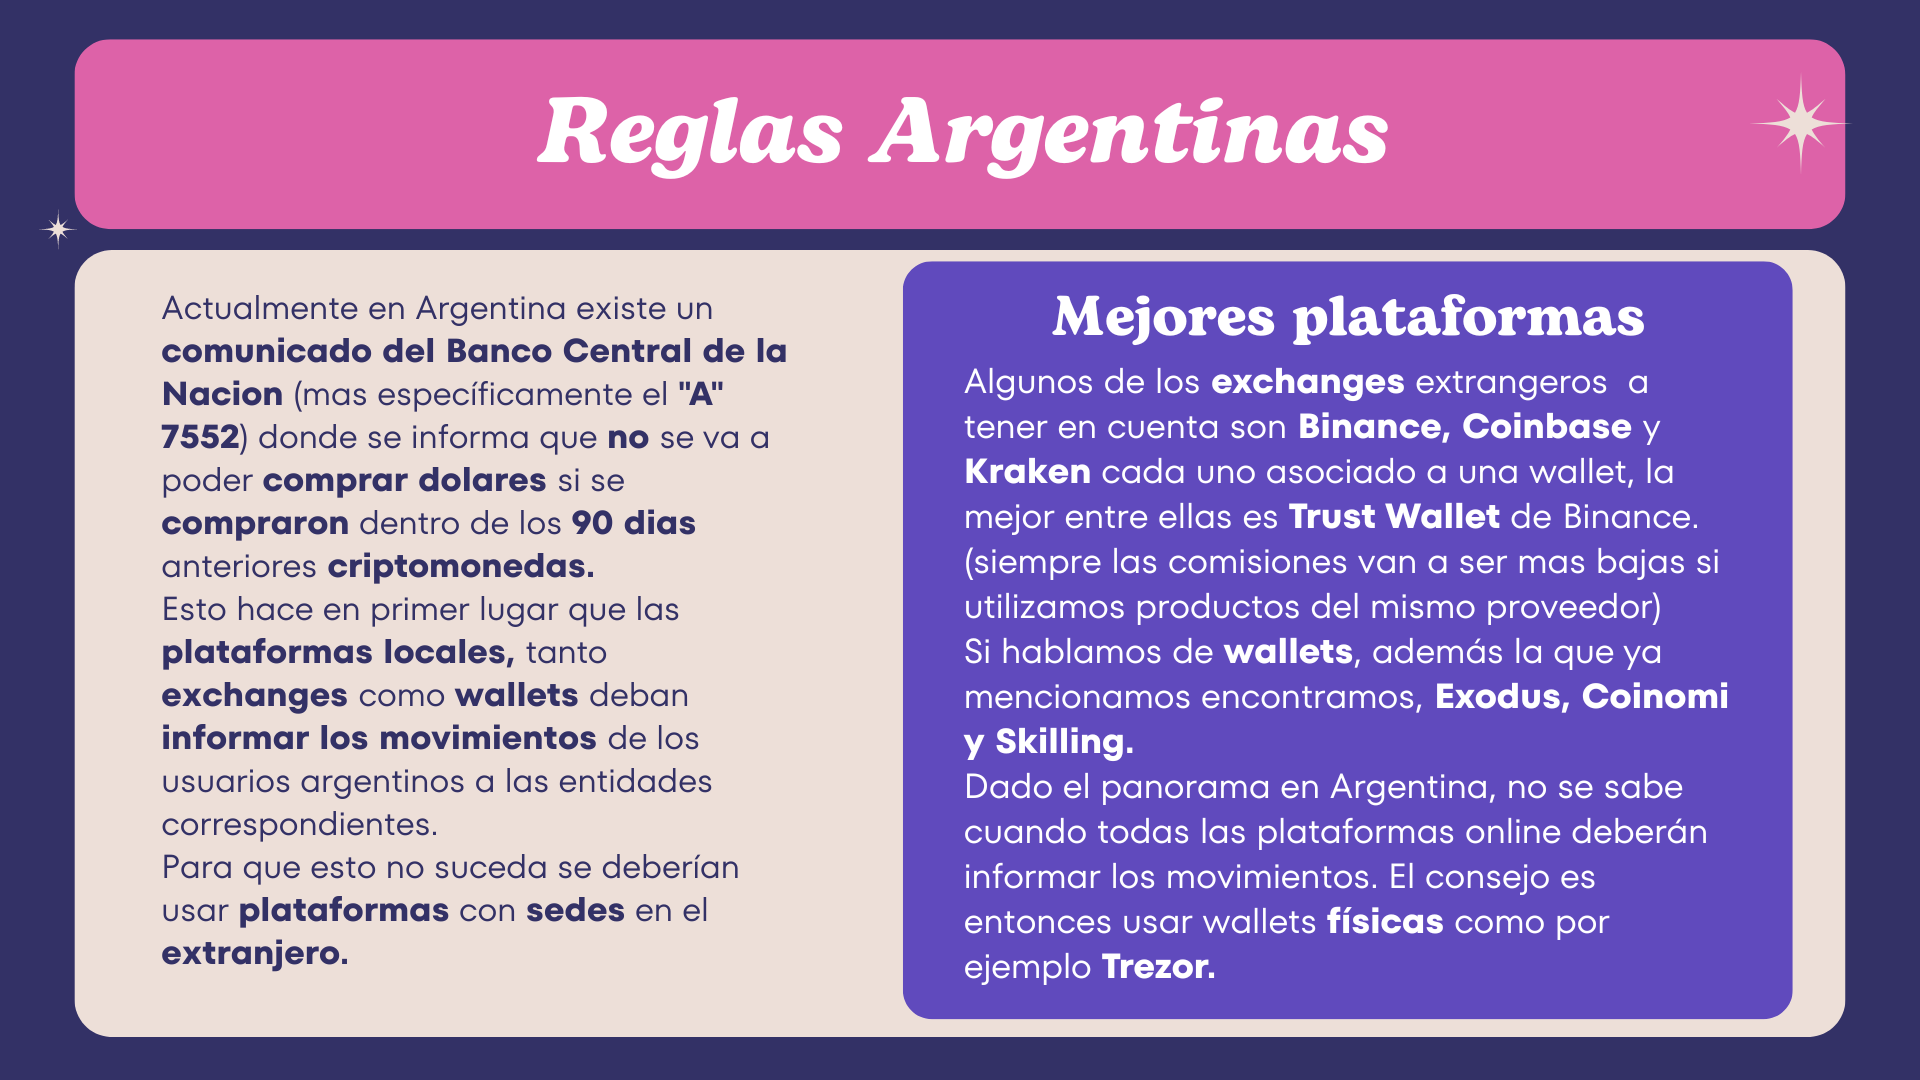 Reglas Argentinas
Actualmente en Argentina existe un
comunicado del Banco Central de la
Nacion (mas específicamente el "A"
7552) donde se informa que no se va a
poder comprar dolares si se
compraron dentro de los 90 dias
anteriores criptomonedas.
Esto hace en primer lugar que las
plataformas locales, tanto
exchanges como wallets deban
informar los movimientos de los
usuarios argentinos a las entidades
correspondientes.
Para que esto no suceda se deberían
usar plataformas con sedes en el
extranjero.
Mejores plataformas
Algunos de los exchanges extrangeros  a
tener en cuenta son Binance, Coinbase y
Kraken cada uno asociado a una wallet, la
mejor entre ellas es Trust Wallet de Binance.
(siempre las comisiones van a ser mas bajas si
utilizamos productos del mismo proveedor)
Si hablamos de wallets, además la que ya
mencionamos encontramos, Exodus, Coinomi
y Skilling.
Dado el panorama en Argentina, no se sabe
cuando todas las plataformas online deberán
informar los movimientos. El consejo es
entonces usar wallets físicas como por
ejemplo Trezor.